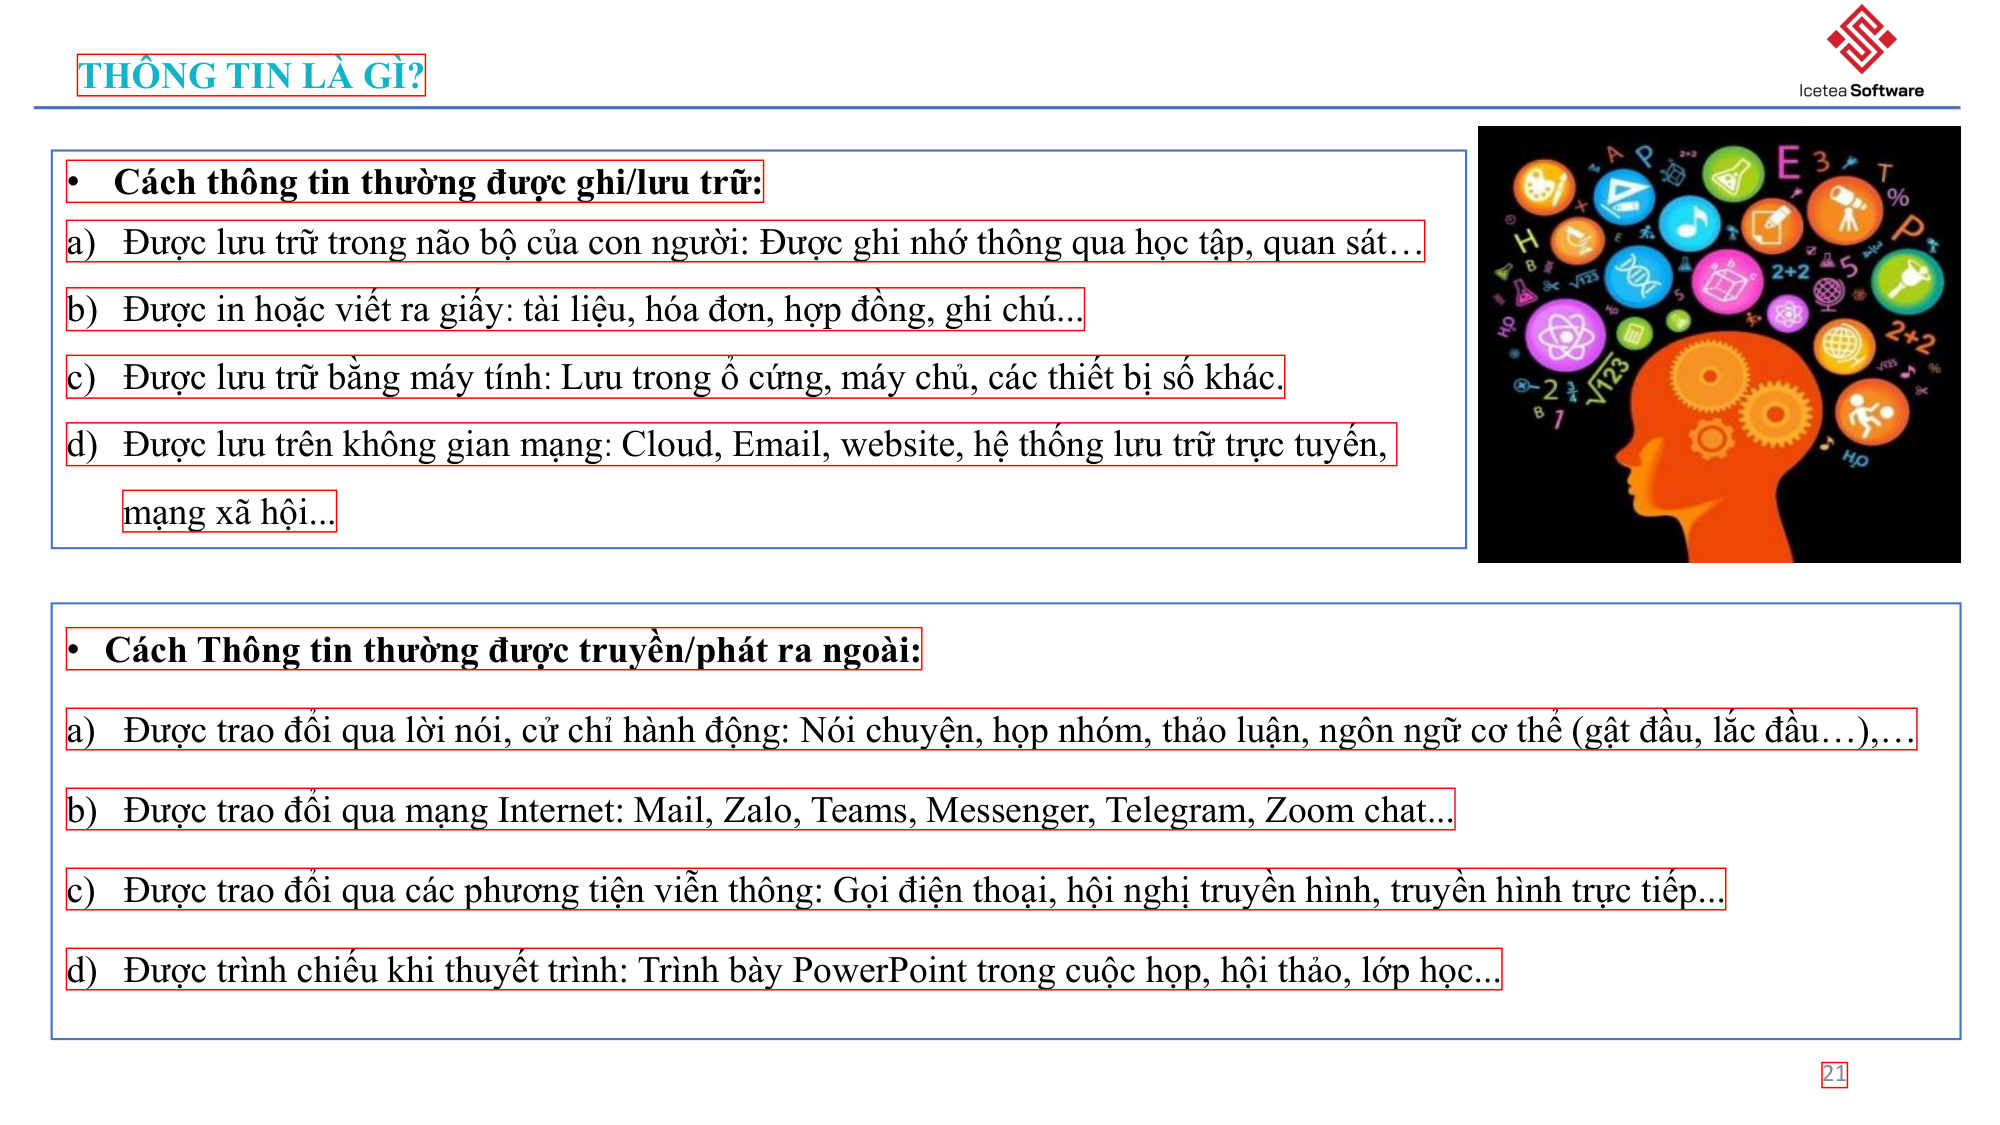 THÔNG TIN LÀ GÌ?
Icetea Software
• Cách thông tin thường được ghi/lưu trữ:
a) Được lưu trữ trong não bộ của con người: Được ghi nhớ thông qua học tập, quan sát…
b) Được in hoặc viết ra giấy: tài liệu, hóa đơn, hợp đồng, ghi chú...
c) Được lưu trữ bằng máy tính: Lưu trong ổ cứng, máy chủ, các thiết bị số khác.
d) Được lưu trên không gian mạng: Cloud, Email, website, hệ thống lưu trữ trực tuyến,
mạng xã hội...
• Cách Thông tin thường được truyền/phát ra ngoài:
a) Được trao đổi qua lời nói, cử chỉ hành động: Nói chuyện, họp nhóm, thảo luận, ngôn ngữ cơ thể (gật đầu, lắc đầu…),…
b) Được trao đổi qua mạng Internet: Mail, Zalo, Teams, Messenger, Telegram, Zoom chat...
c) Được trao đổi qua các phương tiện viễn thông: Gọi điện thoại, hội nghị truyền hình, truyền hình trực tiếp...
d) Được trình chiếu khi thuyết trình: Trình bày PowerPoint trong cuộc họp, hội thảo, lớp học...
21